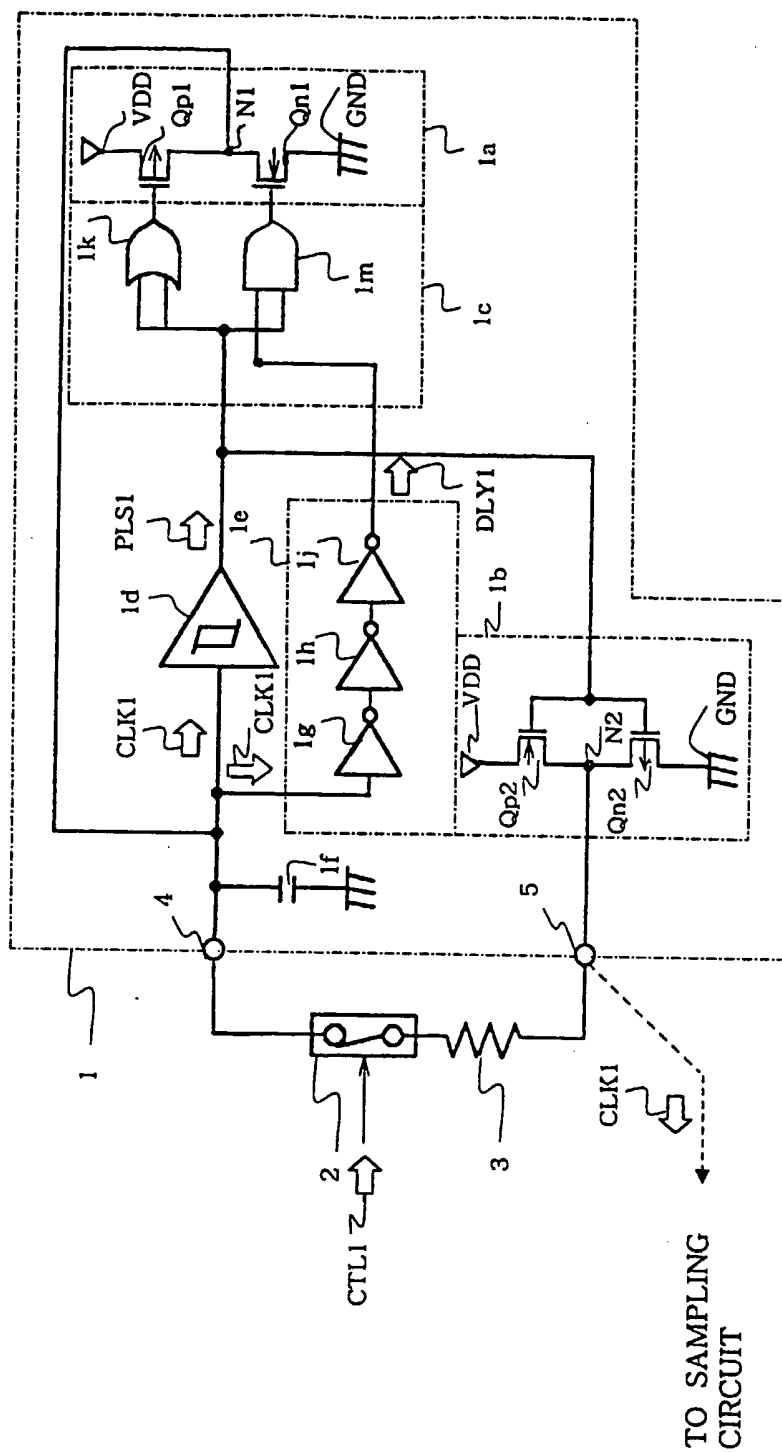 VDD
Qp1
N1
Qn1
GND
1a
1k
1m
1c
PLS1
1d
1e
CLK1
CLK1
1j
1h
1g
DLY1
1b
VDD
GND
N2
Qp2
Qn2
1f
4
5
1
2
3
CTL1
CLK1
TO SAMPLING
CIRCUIT